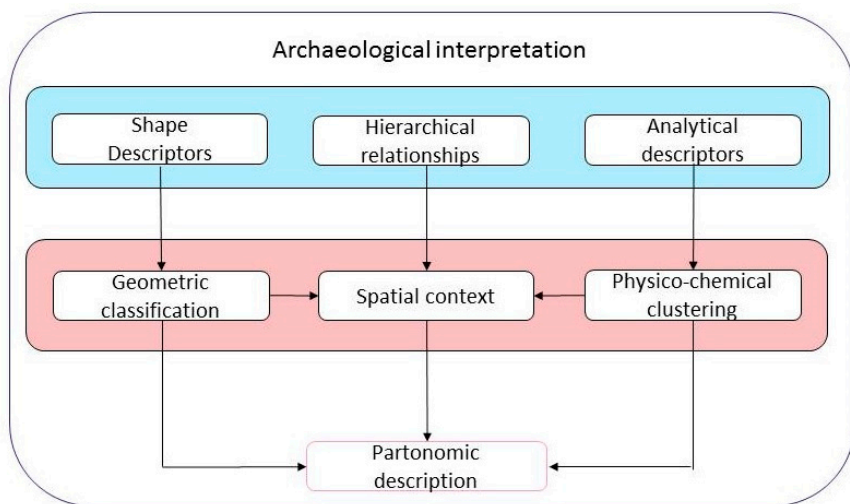 Archaeological interpretation
Shape
Descriptors
Hierarchical
relationships
Analytical
descriptors
Geometric
classification
Spatial context
Physico-chemical
clustering
Partonomic
description